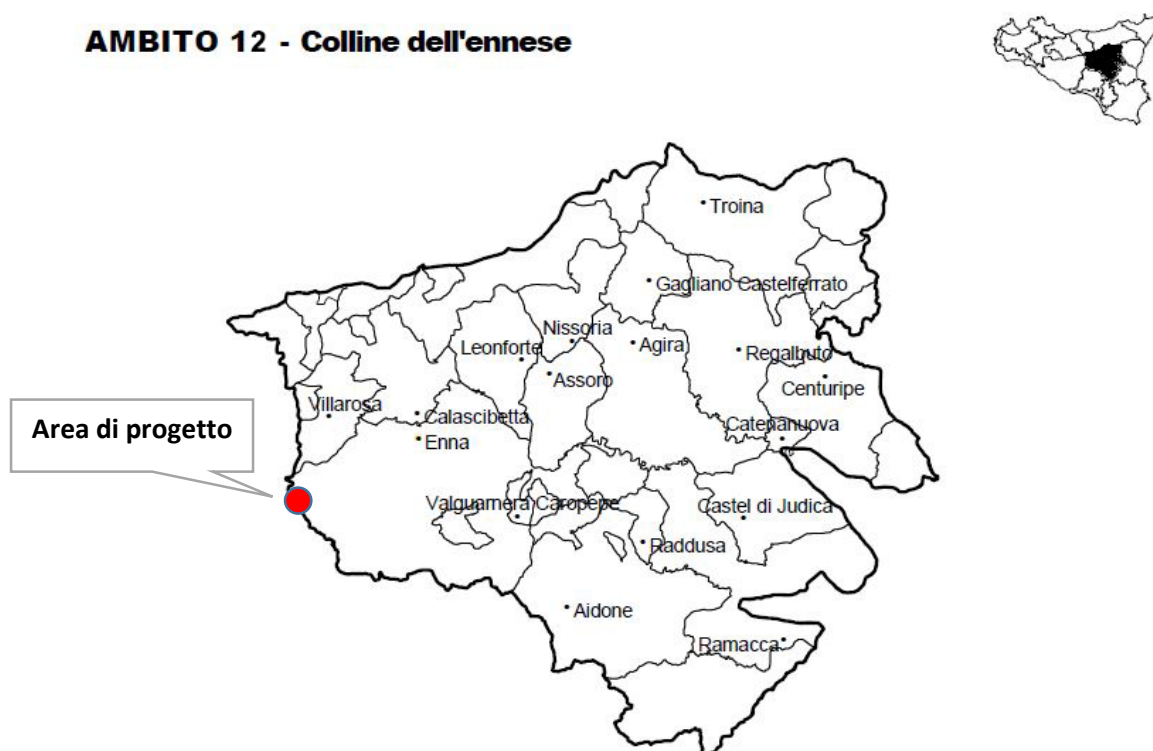 AMBITO 12 - Colline dell'ennese
Troina
Gagliano Castelferrato
Nissoria
Leonforte
Agira
Regalbuto
Assoro
Centuripe
Villarosa
Calascibetta
Catenanuova
Enna
Area di progetto
Valguarnera Caropepe
Castel di Judica
Raddusa
Aidone
Ramacca